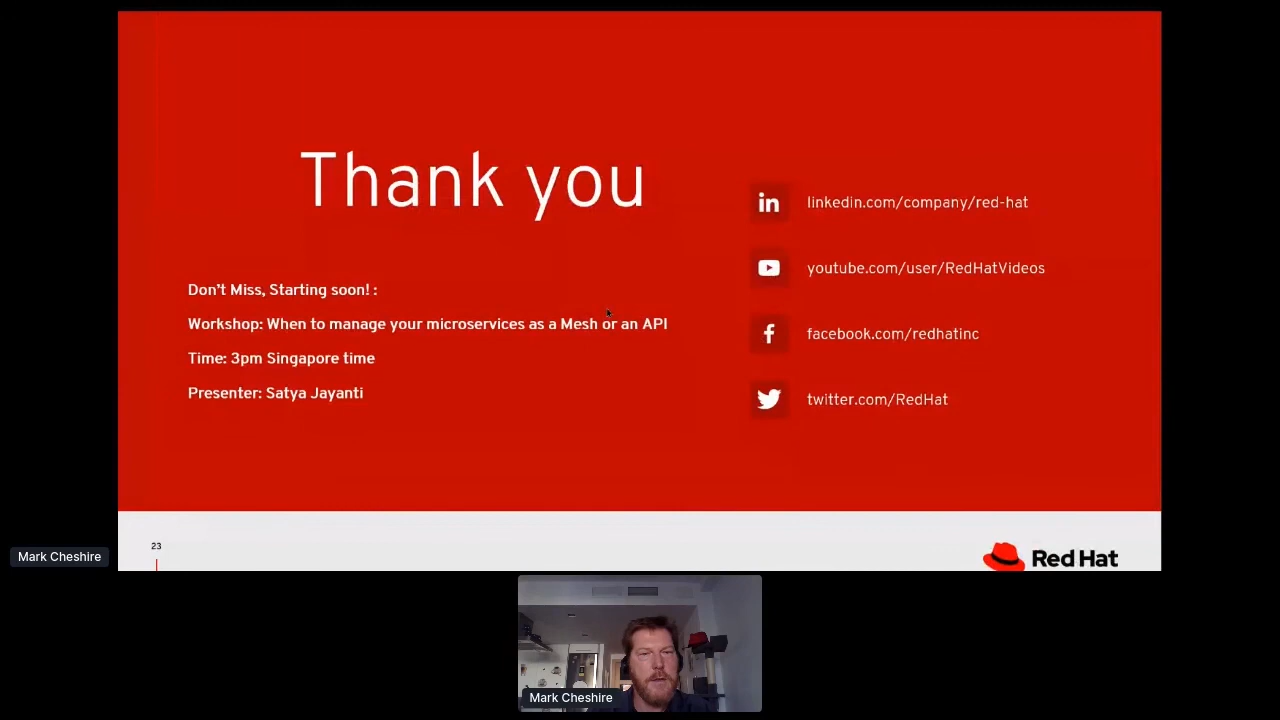 Thank you
Don't Miss, Starting soon! :
Workshop: When to manage your microservices as a Mesh or an API
Time: 3pm Singapore time
Presenter: Satya Jayanti
in
linkedin.com/company/red-hat
youtube.com/user/RedHatVideos
f
facebook.com/redhatinc
twitter.com/RedHat
23
Red Hat
Mark Cheshire
Mark Cheshire